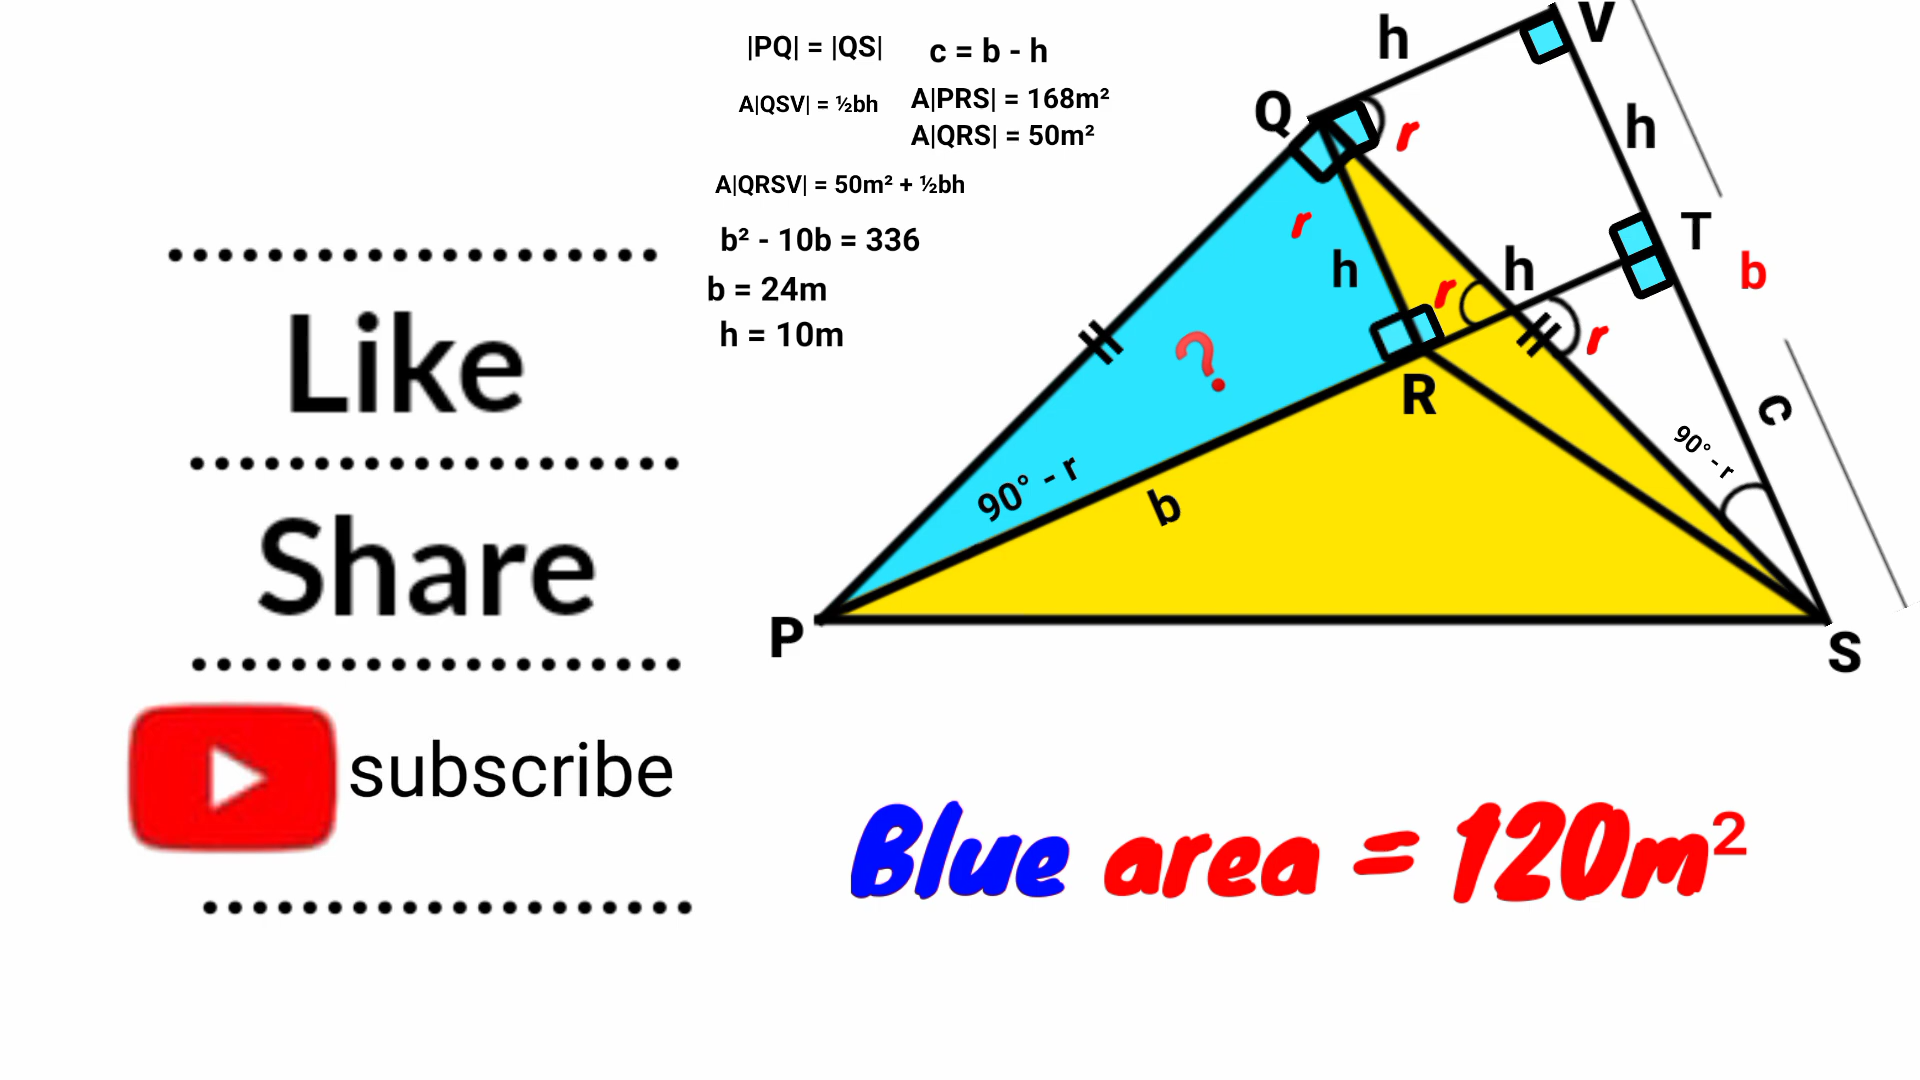 |PQ| = |QS|
c = b - h
A|QSV| = ½bh
A|PRS| = 168m²
A|QRS| = 50m²
A|QRSV| = 50m² + ½bh
b² - 10b = 336
b = 24m
h = 10m
Like
Share
subscribe
h
V
Q
r
h
r
T
h
h
b
r
r
?
R
c
90° - r
90° - r
b
P
S
Blue area = 120m²